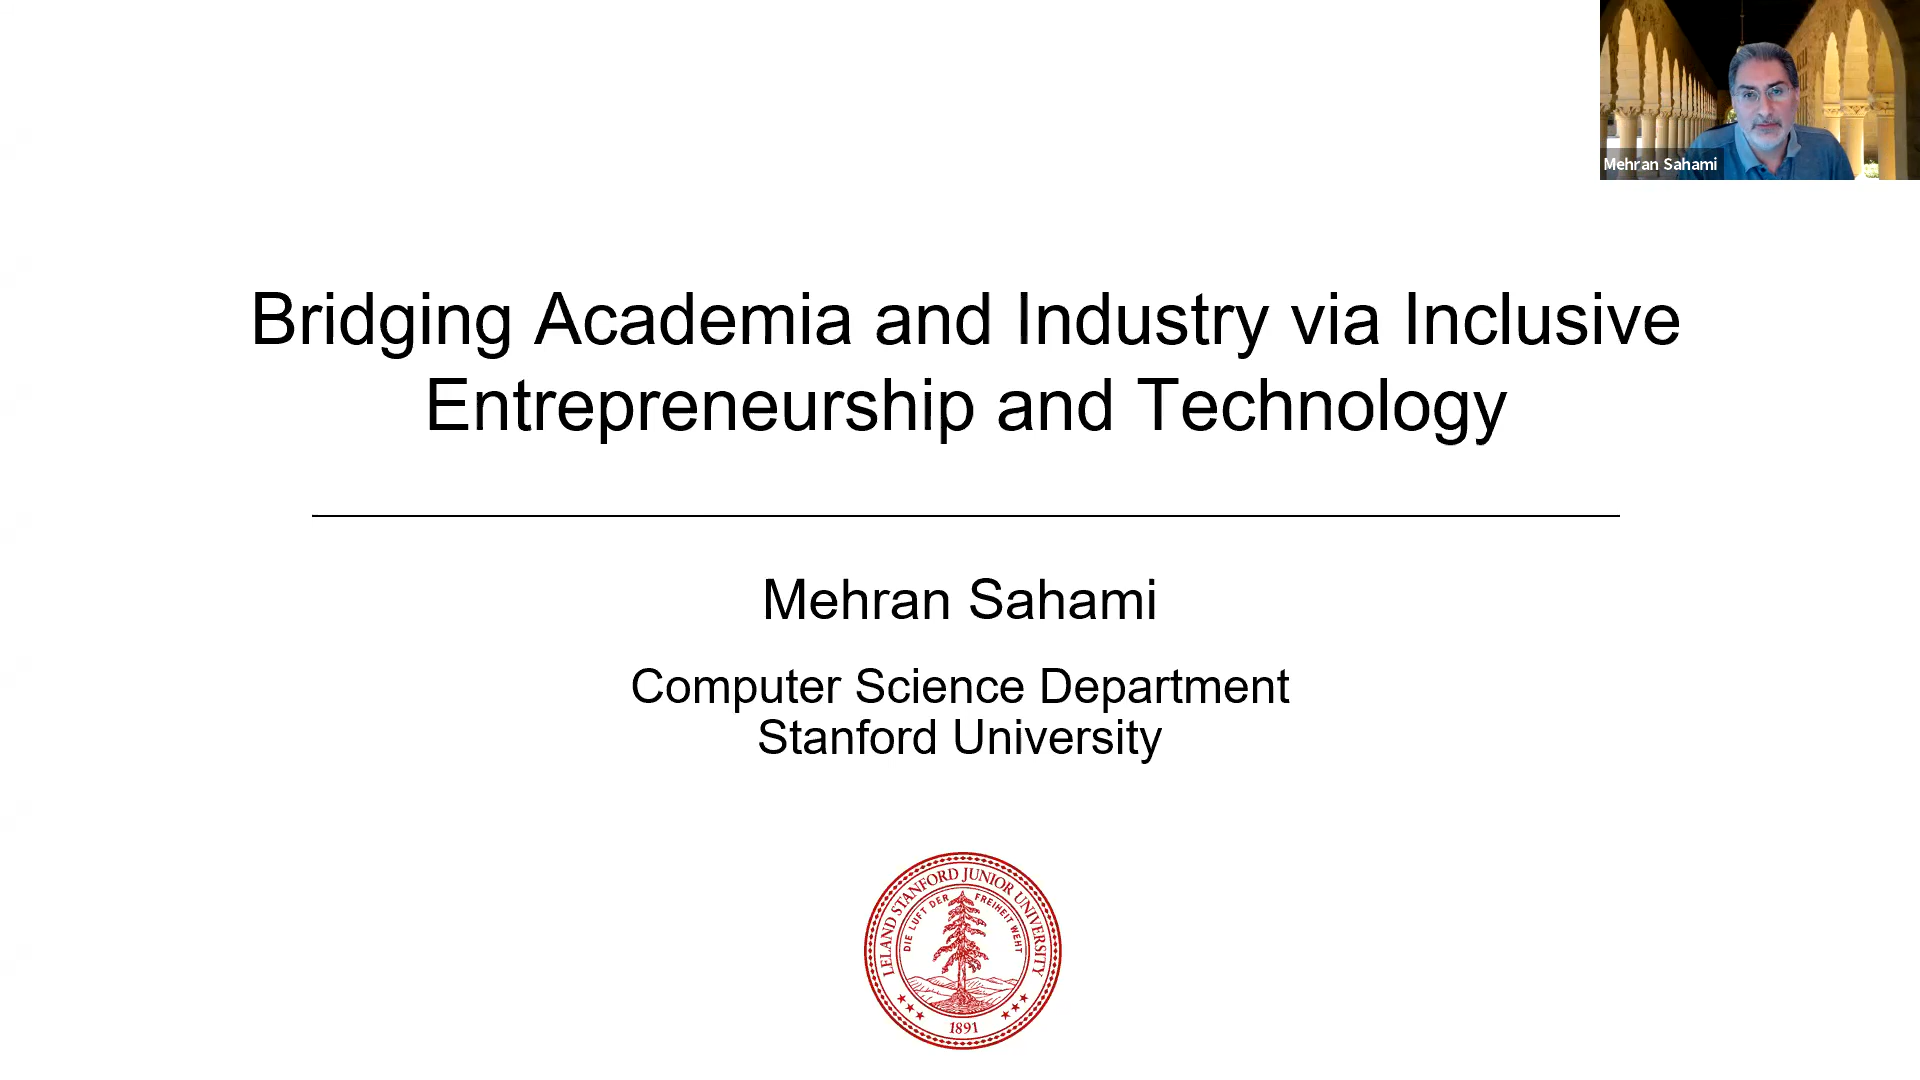 Mehran Sahami
Bridging Academia and Industry via Inclusive
Entrepreneurship and Technology
Mehran Sahami
Computer Science Department
Stanford University
LELAND STANFORD JUNIOR UNIVERSITY
DIE LUFT DER FREIHEIT WEHT
1891